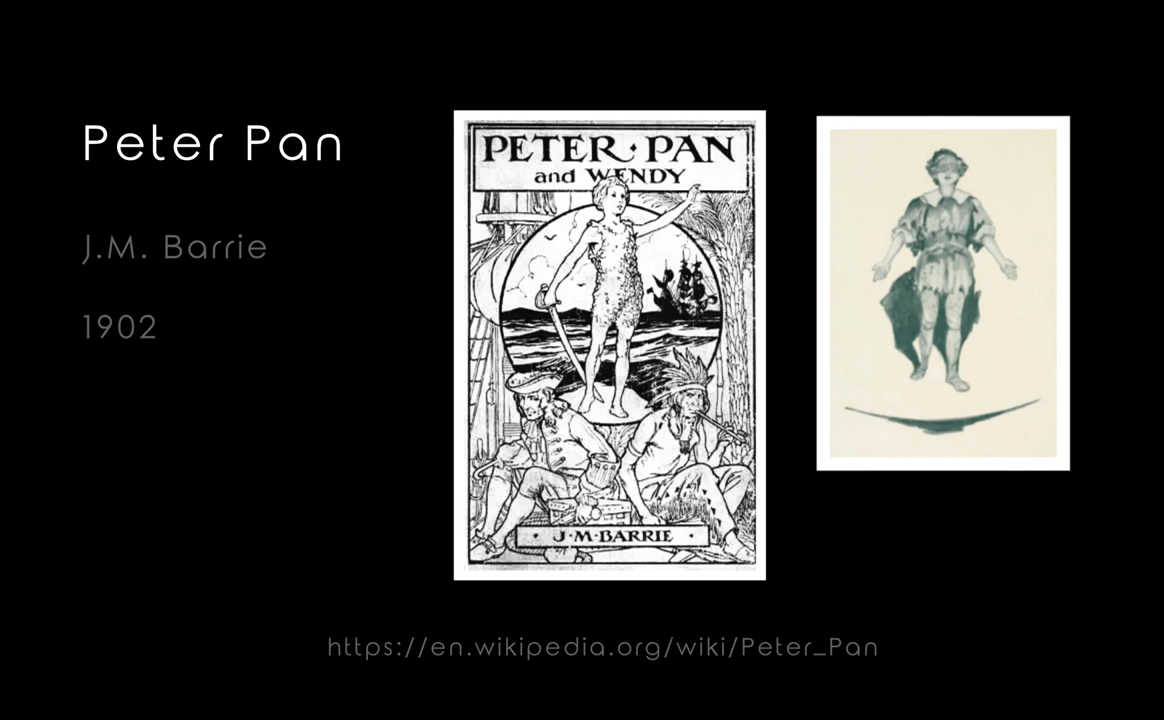 Peter Pan
J.M. Barrie
1902
PETER·PAN
and WENDY
· J·M·BARRIE ·
https://en.wikipedia.org/wiki/Peter_Pan